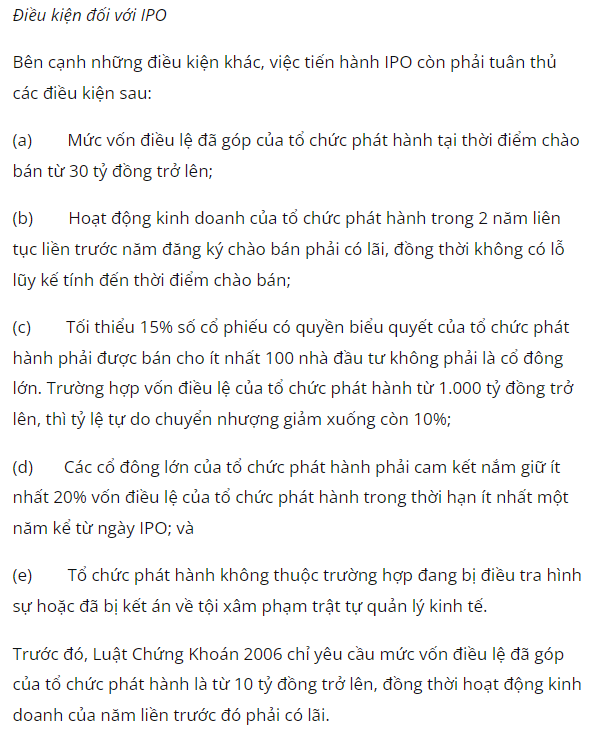 Điều kiện đối với IPO
Bên cạnh những điều kiện khác, việc tiến hành IPO còn phải tuân thủ
các điều kiện sau:
(a) Mức vốn điều lệ đã góp của tổ chức phát hành tại thời điểm chào
bán từ 30 tỷ đồng trở lên;
(b) Hoạt động kinh doanh của tổ chức phát hành trong 2 năm liên
tục liền trước năm đăng ký chào bán phải có lãi, đồng thời không có lỗ
lũy kế tính đến thời điểm chào bán;
(c) Tối thiểu 15% số cổ phiếu có quyền biểu quyết của tổ chức phát
hành phải được bán cho ít nhất 100 nhà đầu tư không phải là cổ đông
lớn. Trường hợp vốn điều lệ của tổ chức phát hành từ 1.000 tỷ đồng trở
lên, thì tỷ lệ tự do chuyển nhượng giảm xuống còn 10%;
(d) Các cổ đông lớn của tổ chức phát hành phải cam kết nắm giữ ít
nhất 20% vốn điều lệ của tổ chức phát hành trong thời hạn ít nhất một
năm kể từ ngày IPO; và
(e) Tổ chức phát hành không thuộc trường hợp đang bị điều tra hình
sự hoặc đã bị kết án về tội xâm phạm trật tự quản lý kinh tế.
Trước đó, Luật Chứng Khoán 2006 chỉ yêu cầu mức vốn điều lệ đã góp
của tổ chức phát hành là từ 10 tỷ đồng trở lên, đồng thời hoạt động kinh
doanh của năm liền trước đó phải có lãi.